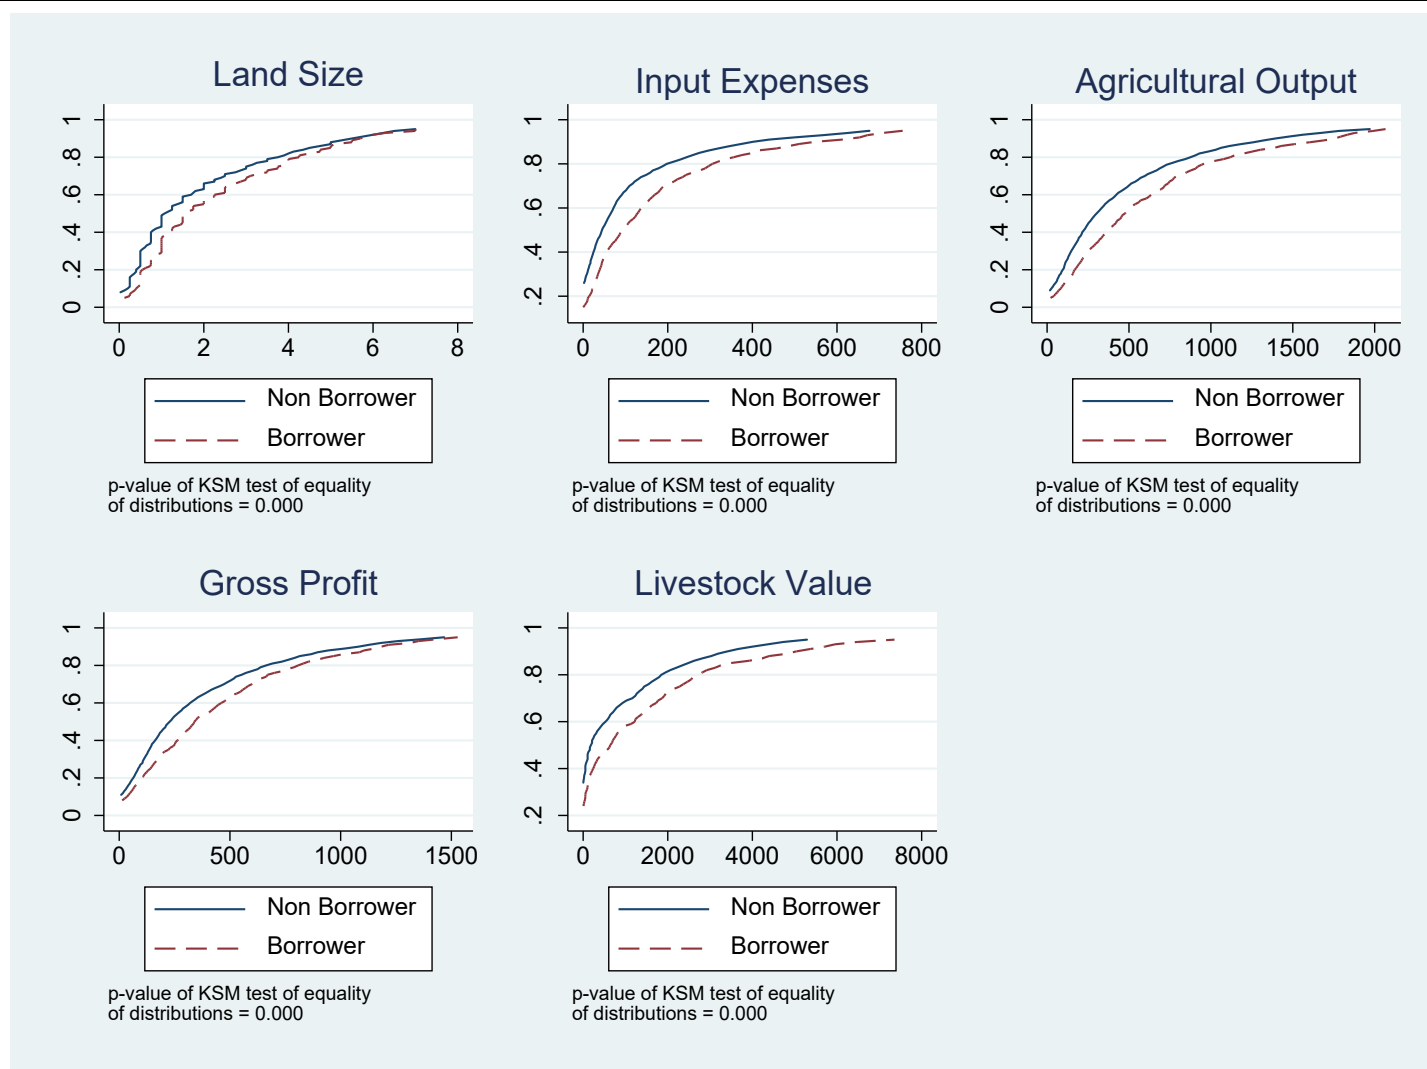 Land Size
1
.8
.6
.4
.2
0
0 2 4 6 8
Non Borrower
Borrower
p-value of KSM test of equality
of distributions = 0.000
Input Expenses
1
.8
.6
.4
.2
0 200 400 600 800
Non Borrower
Borrower
p-value of KSM test of equality
of distributions = 0.000
Agricultural Output
1
.8
.6
.4
.2
0
0 500 1000 1500 2000
Non Borrower
Borrower
p-value of KSM test of equality
of distributions = 0.000
Gross Profit
1
.8
.6
.4
.2
0
0 500 1000 1500
Non Borrower
Borrower
p-value of KSM test of equality
of distributions = 0.000
Livestock Value
1
.8
.6
.4
.2
0 2000 4000 6000 8000
Non Borrower
Borrower
p-value of KSM test of equality
of distributions = 0.000